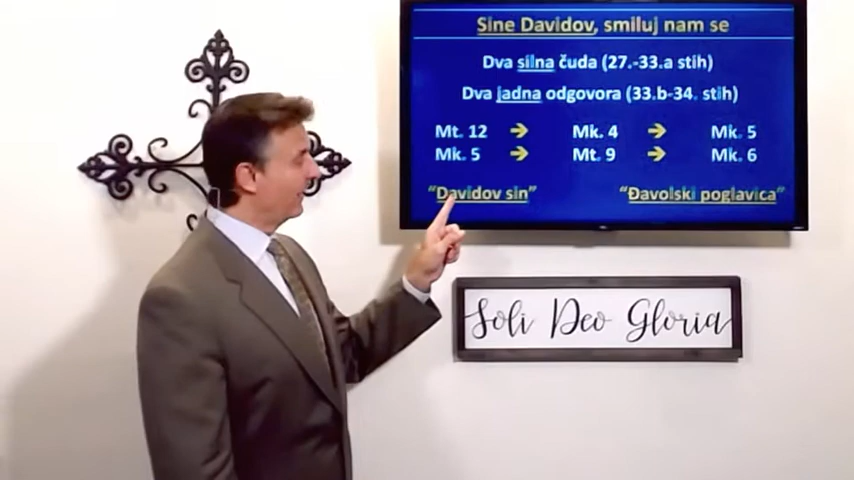 Sine Davidov, smiluj nam se
Dva silna čuda (27.-33.a stih)
Dva jadna odgovora (33.b-34. stih)
Mt. 12 → Mk. 4 → Mk. 5
Mk. 5 → Mt. 9 → Mk. 6
“Davidov sin” “Đavolski poglavica“
Soli Deo Gloria